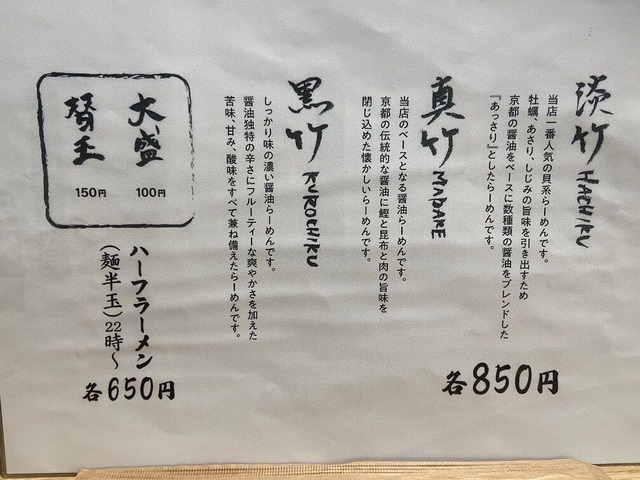 淡竹 HACHIKU
当店一番人気の貝系らーめんです。
牡蠣、あさり、しじみの旨味を引き出すため
京都の醤油をベースに数種類の醤油をブレンドした
『あっさり』としたらーめんです。
真竹 MADAKE
当店のベースとなる醤油らーめんです。
京都の伝統的な醤油に鰹と昆布と肉の旨味を
閉じ込めた懐かしいらーめんです。
各850円
黒竹 KUROCHIKU
しっかり味の濃い醤油らーめんです。
醤油独特の辛さにフルーティーな爽やかさを加えた
苦味、甘み、酸味をすべて兼ね備えたらーめんです。
大盛 100円
替玉 150円
ハーフラーメン
(麺半玉)22時〜
各650円